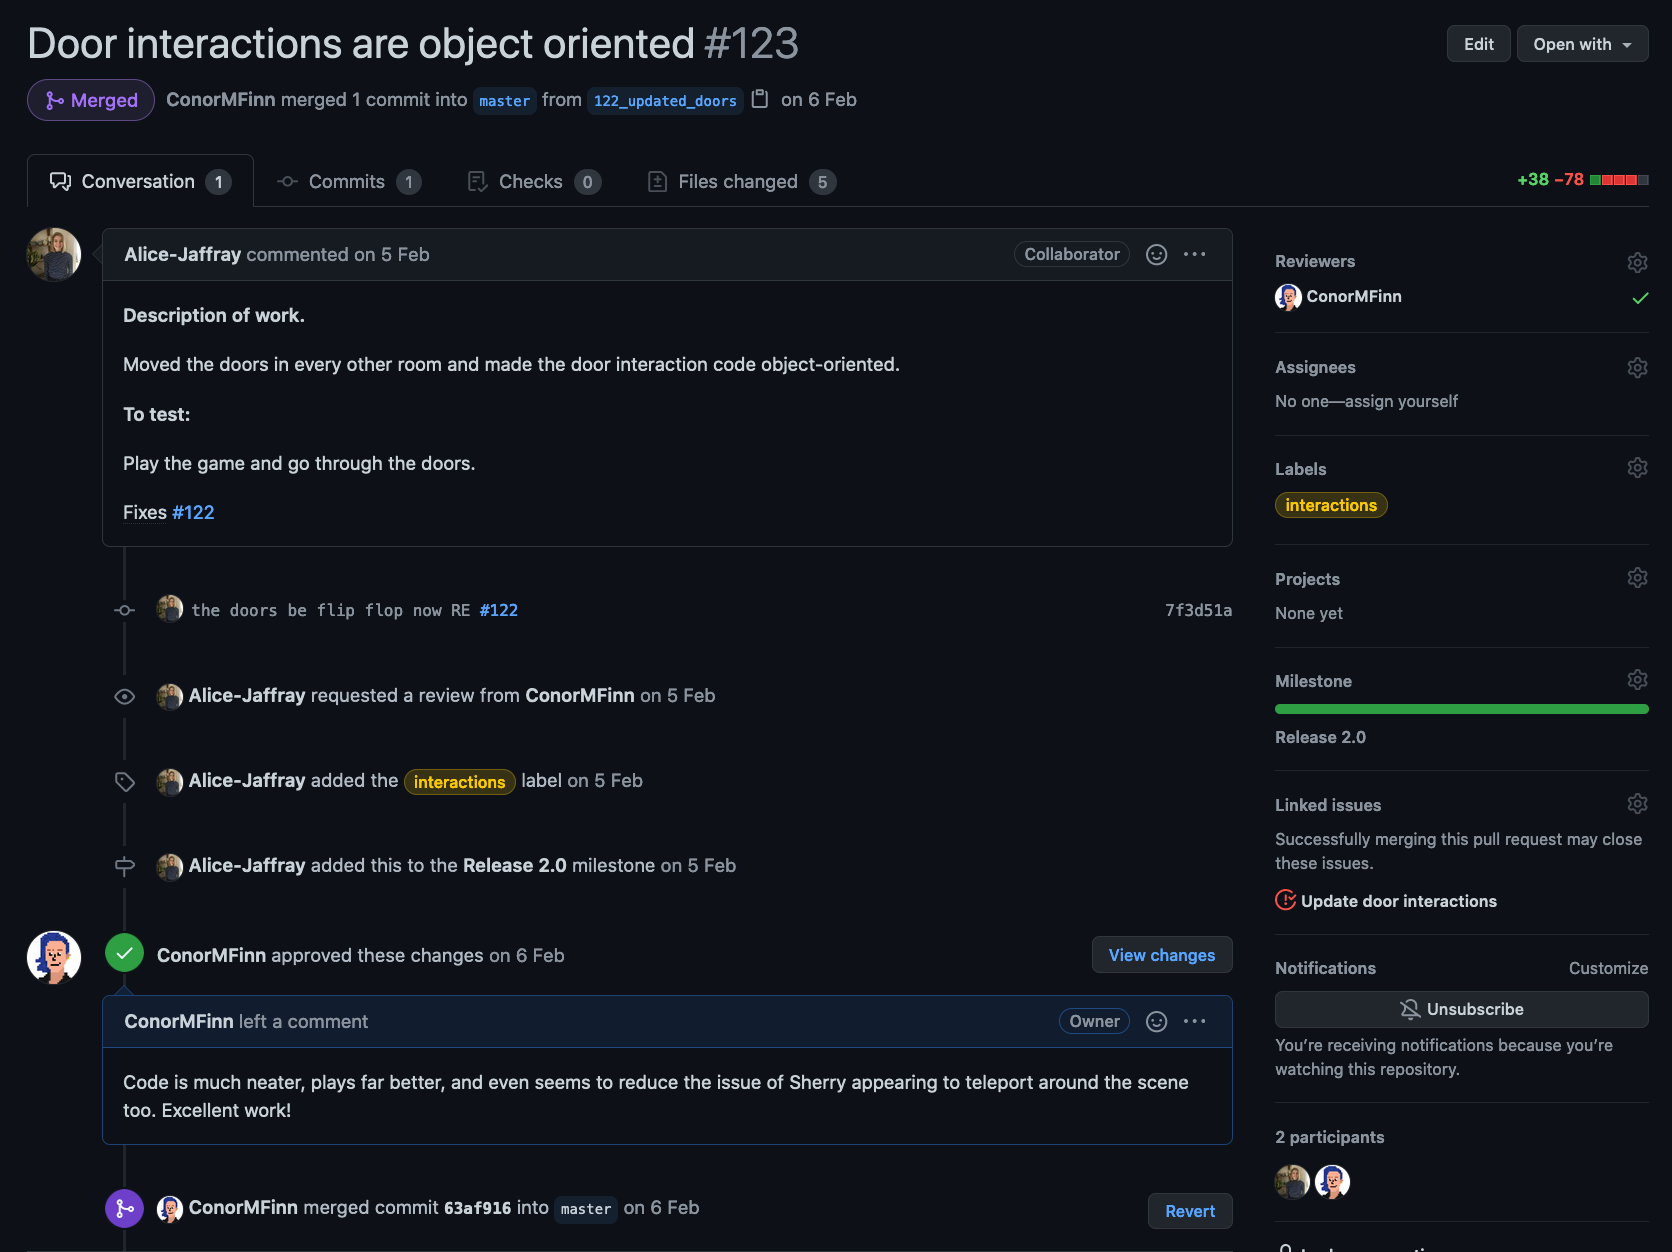 Door interactions are object oriented #123
Edit
Open with
Merged
ConorMFinn merged 1 commit into master from 122_updated_doors on 6 Feb
Conversation 1
Commits 1
Checks 0
Files changed 5
+38 −78
Alice-Jaffray commented on 5 Feb
Collaborator
Description of work.
Moved the doors in every other room and made the door interaction code object-oriented.
To test:
Play the game and go through the doors.
Fixes #122
the doors be flip flop now RE #122
7f3d51a
Alice-Jaffray requested a review from ConorMFinn on 5 Feb
Alice-Jaffray added the interactions label on 5 Feb
Alice-Jaffray added this to the Release 2.0 milestone on 5 Feb
ConorMFinn approved these changes on 6 Feb
View changes
ConorMFinn left a comment
Owner
Code is much neater, plays far better, and even seems to reduce the issue of Sherry appearing to teleport around the scene
too. Excellent work!
ConorMFinn merged commit 63af916 into master on 6 Feb
Revert
Reviewers
ConorMFinn
Assignees
No one—assign yourself
Labels
interactions
Projects
None yet
Milestone
Release 2.0
Linked issues
Successfully merging this pull request may close
these issues.
Update door interactions
Notifications
Customize
Unsubscribe
You’re receiving notifications because you’re
watching this repository.
2 participants